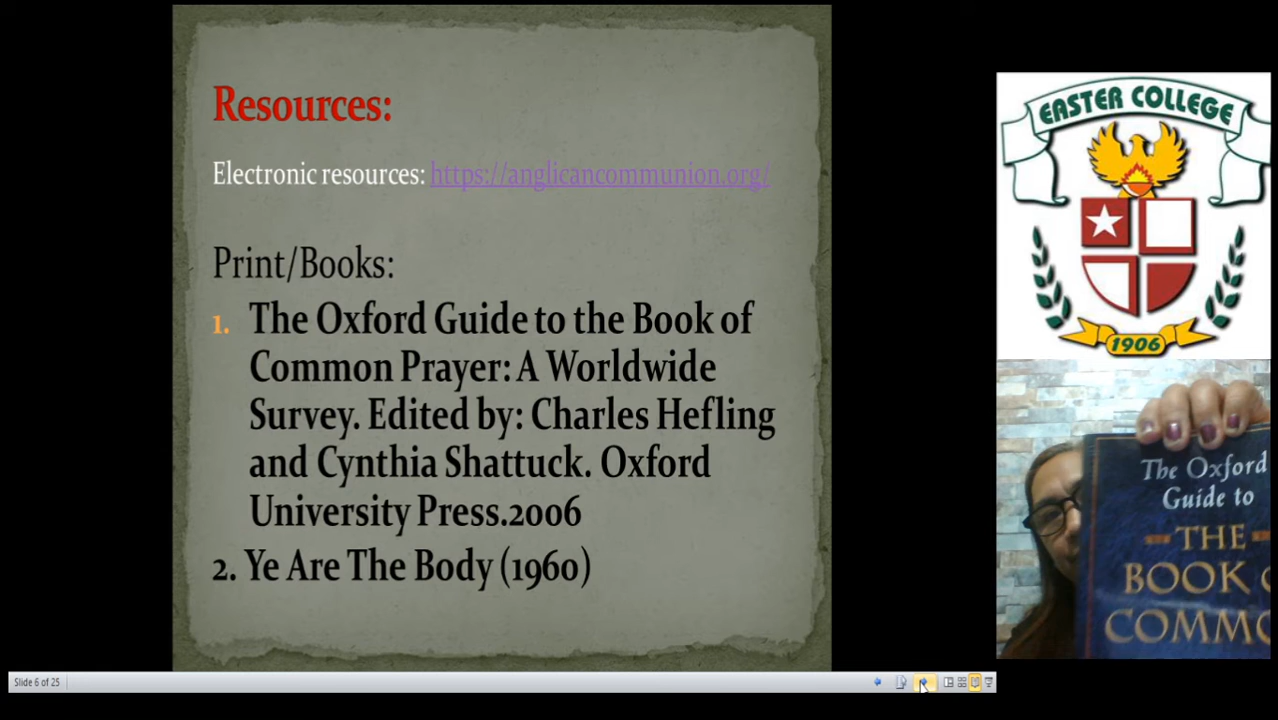 Resources:
Electronic resources: https://anglicancommunion.org/
Print/Books:
1. The Oxford Guide to the Book of
Common Prayer: A Worldwide
Survey. Edited by: Charles Hefling
and Cynthia Shattuck. Oxford
University Press.2006
2. Ye Are The Body (1960)
Slide 6 of 25
EASTER COLLEGE
1906
The Oxford
Guide to
THE
BOOK
COMMO